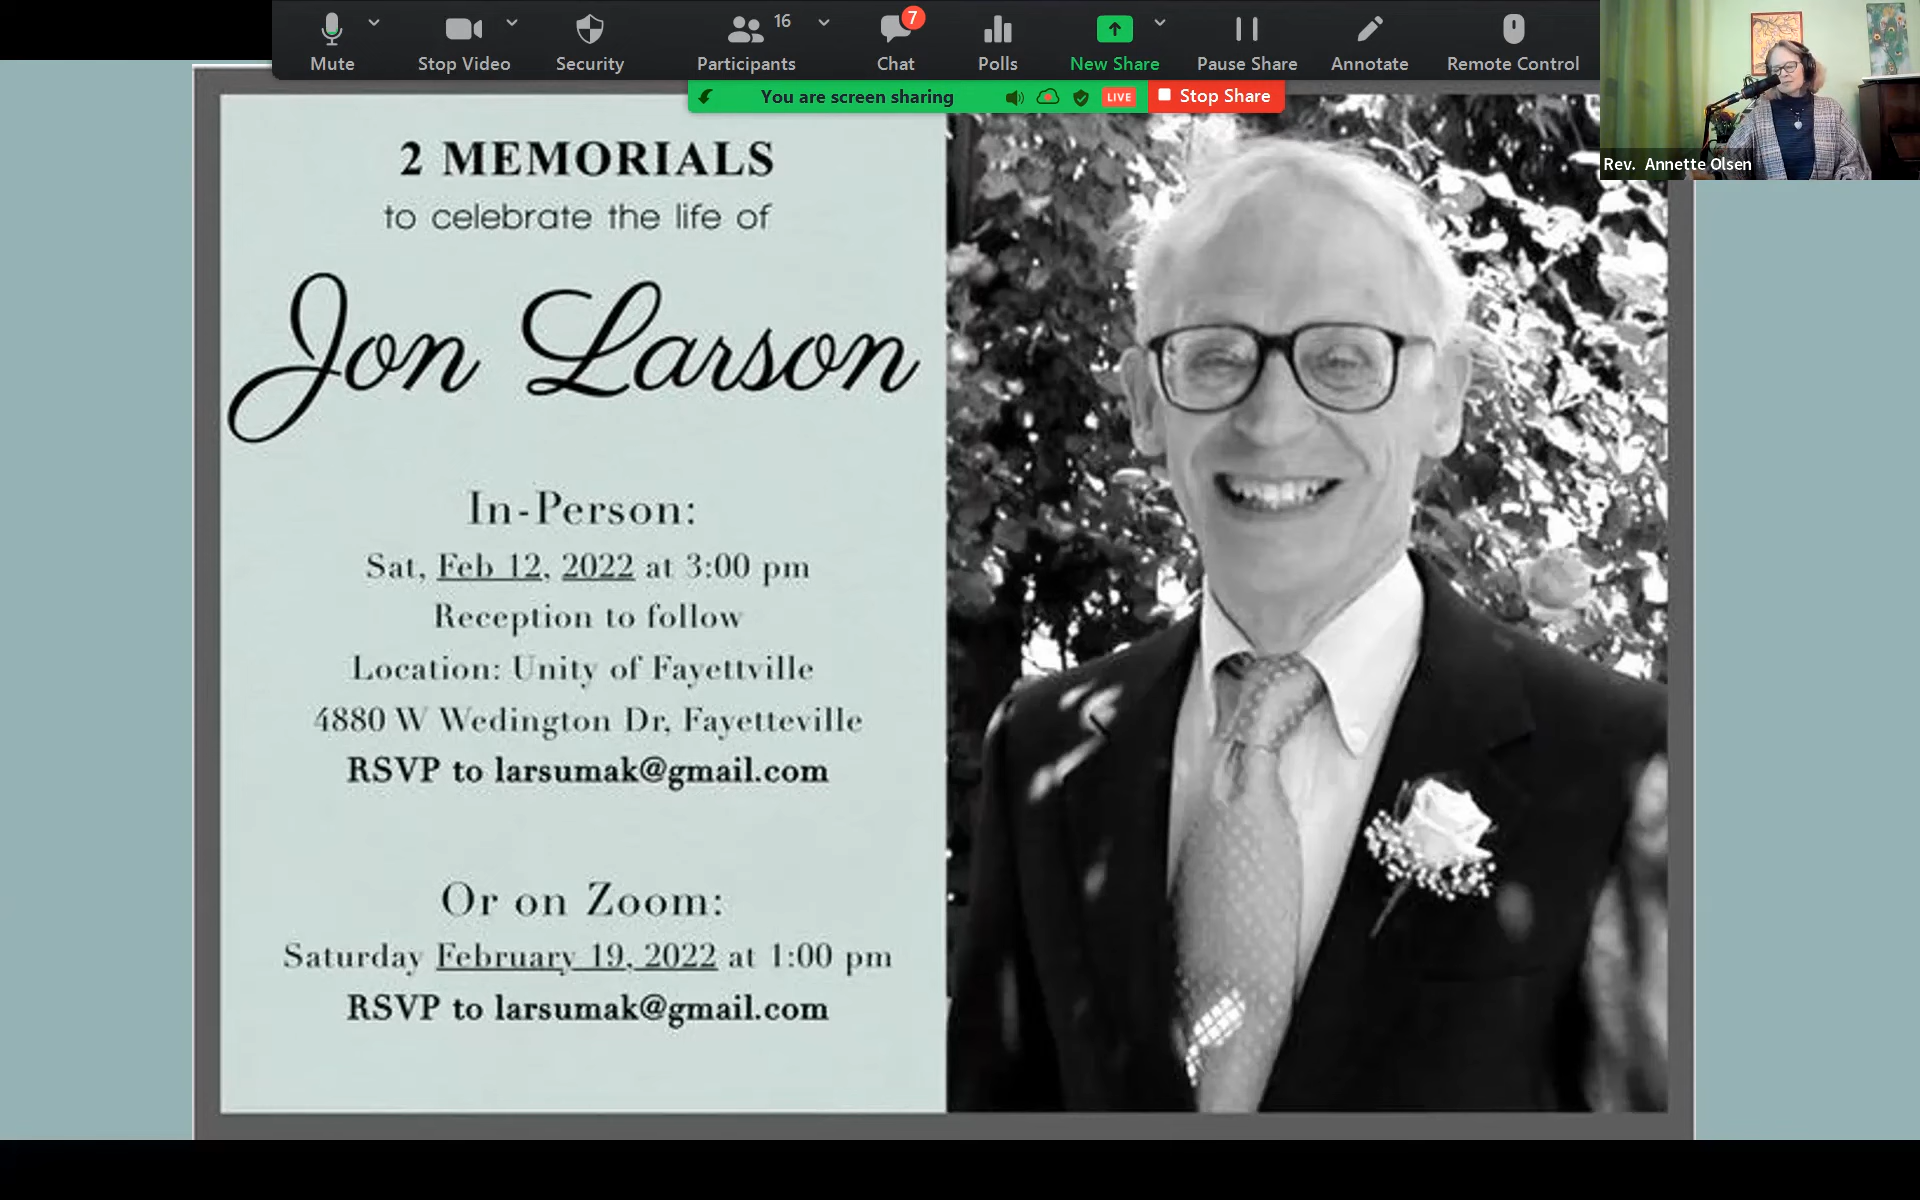 Mute
Stop Video
Security
16
Participants
7
Chat
Polls
New Share
Pause Share
Annotate
Remote Control
You are screen sharing
LIVE
Stop Share
Rev. Annette Olsen
2 MEMORIALS
to celebrate the life of
Jon Larson
In-Person:
Sat, Feb 12, 2022 at 3:00 pm
Reception to follow
Location: Unity of Fayettville
4880 W Wedington Dr, Fayetteville
RSVP to larsumak@gmail.com
Or on Zoom:
Saturday February 19, 2022 at 1:00 pm
RSVP to larsumak@gmail.com